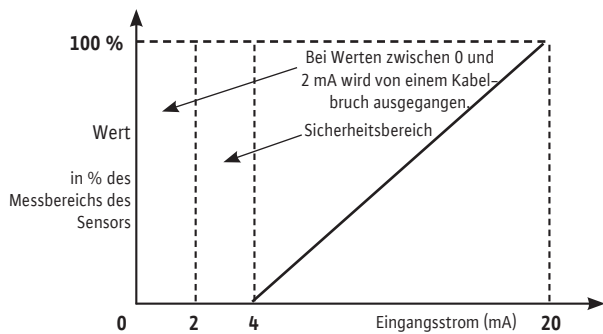 100 %
Bei Werten zwischen 0 und
2 mA wird von einem Kabel-
bruch ausgegangen.
Sicherheitsbereich
Wert
in % des
Messbereichs des
Sensors
0 2 4 Eingangsstrom (mA) 20